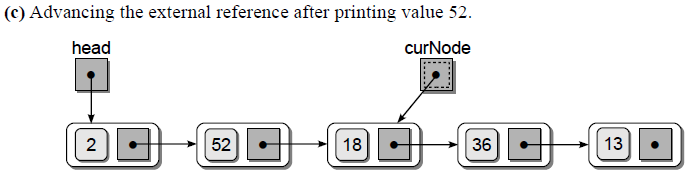 (c) Advancing the external reference after printing value 52.
head curNode
2 52 18 36 13